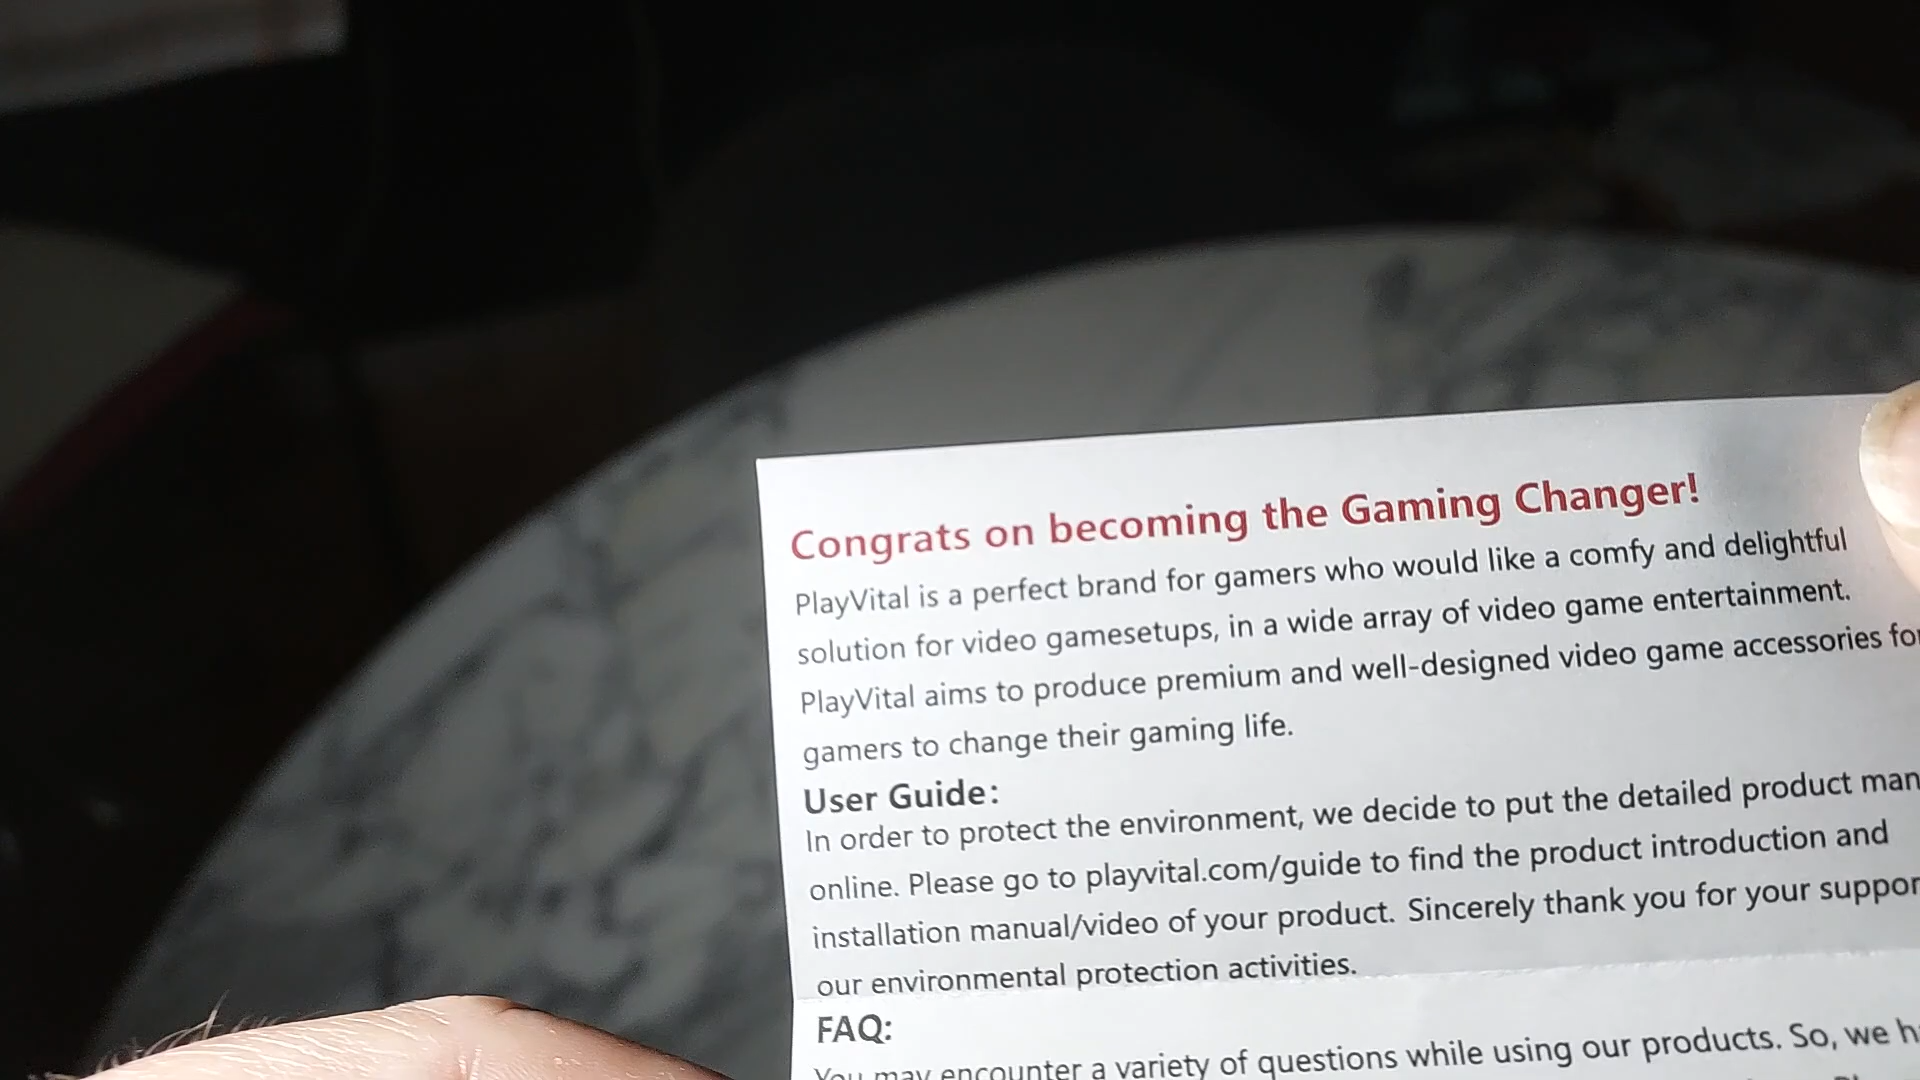 Congrats on becoming the Gaming Changer!
PlayVital is a perfect brand for gamers who would like a comfy and delightful
solution for video gamesetups, in a wide array of video game entertainment.
PlayVital aims to produce premium and well-designed video game accessories for
gamers to change their gaming life.
User Guide:
In order to protect the environment, we decide to put the detailed product man
online. Please go to playvital.com/guide to find the product introduction and
installation manual/video of your product. Sincerely thank you for your suppor
our environmental protection activities.
FAQ:
You may encounter a variety of questions while using our products. So, we ha